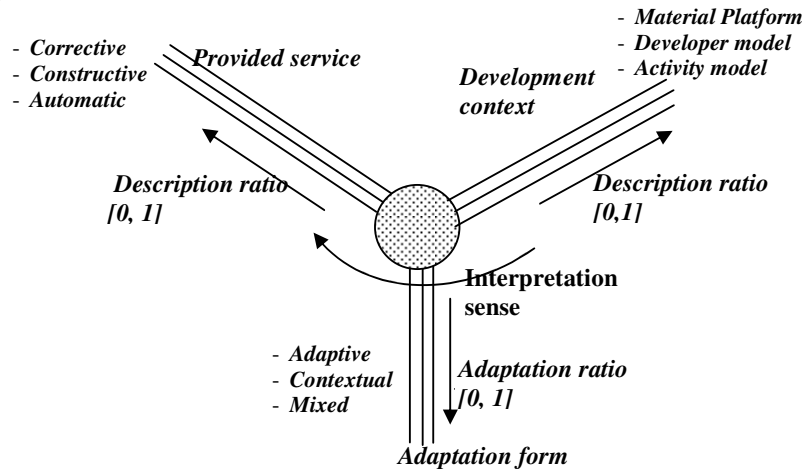 - Corrective
- Constructive
- Automatic
Provided service
- Material Platform
- Developer model
- Activity model
Development
context
Description ratio
[0, 1]
Description ratio
[0,1]
Interpretation
sense
- Adaptive
- Contextual
- Mixed
Adaptation ratio
[0, 1]
Adaptation form